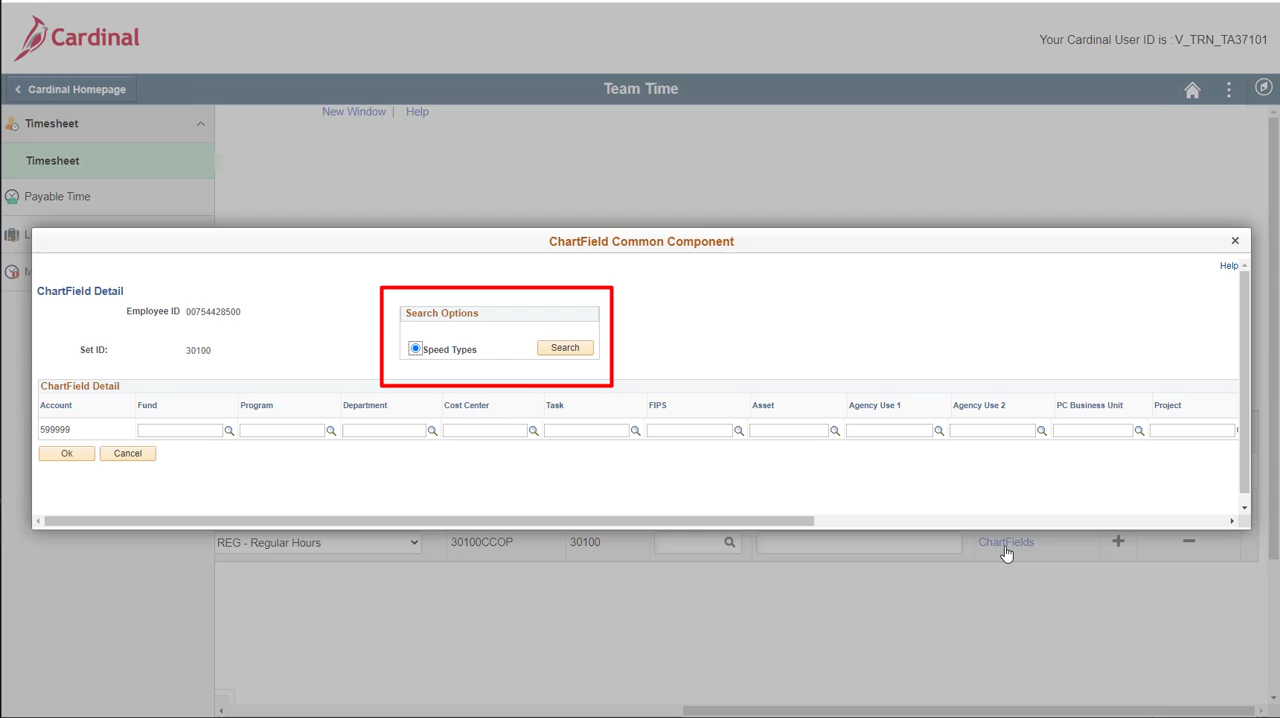 Cardinal
Your Cardinal User ID is : V_TRN_TA37101
Cardinal Homepage
Team Time
New Window | Help
Timesheet
Timesheet
Payable Time
L
M
ChartField Common Component
Help
ChartField Detail
Employee ID 00754428500
Set ID: 30100
Search Options
Speed Types Search
ChartField Detail
Account Fund Program Department Cost Center Task FIPS Asset Agency Use 1 Agency Use 2 PC Business Unit Project
599999
Ok Cancel
REG - Regular Hours 30100CCOP 30100 ChartFields